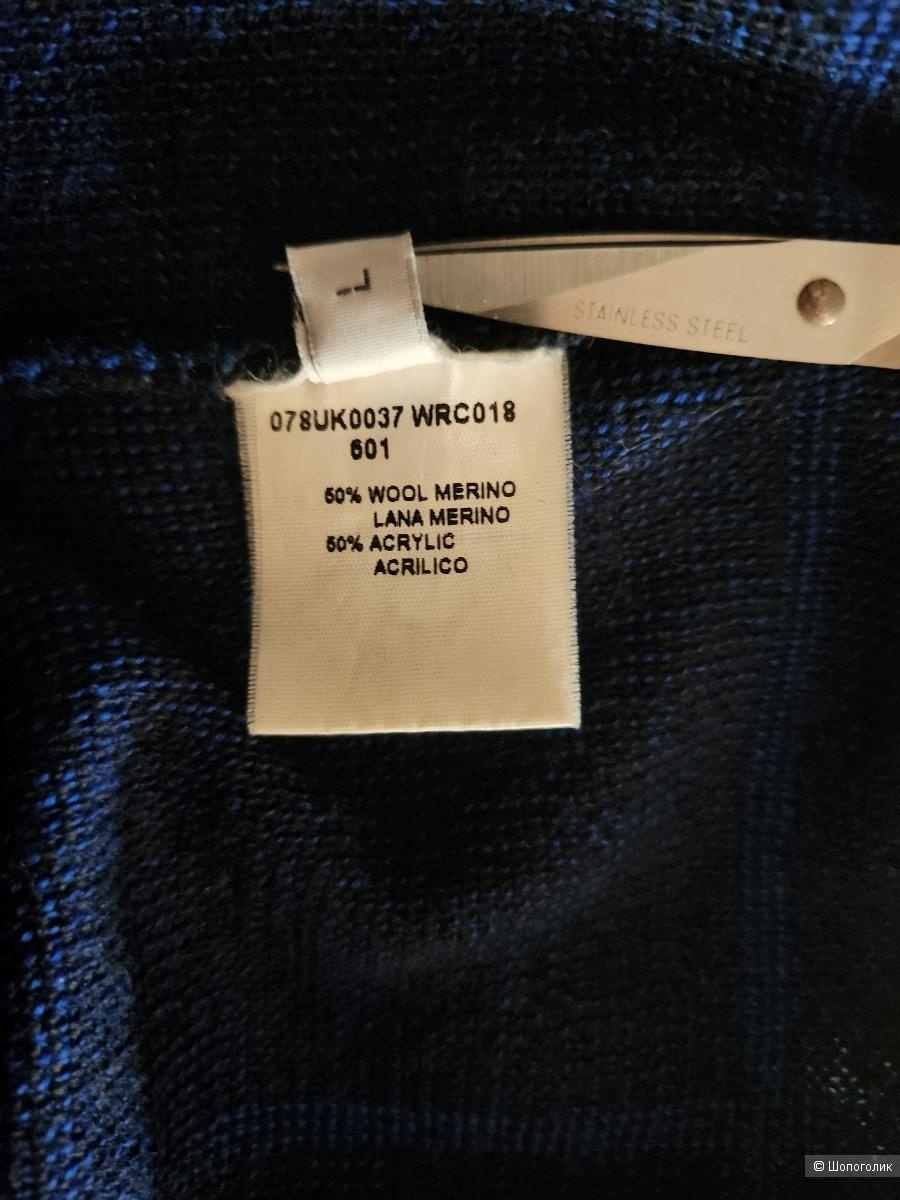 L
STAINLESS STEEL
078UK0037 WRC018
601
50% WOOL MERINO
LANA MERINO
50% ACRYLIC
ACRILICO
© Шопоголик